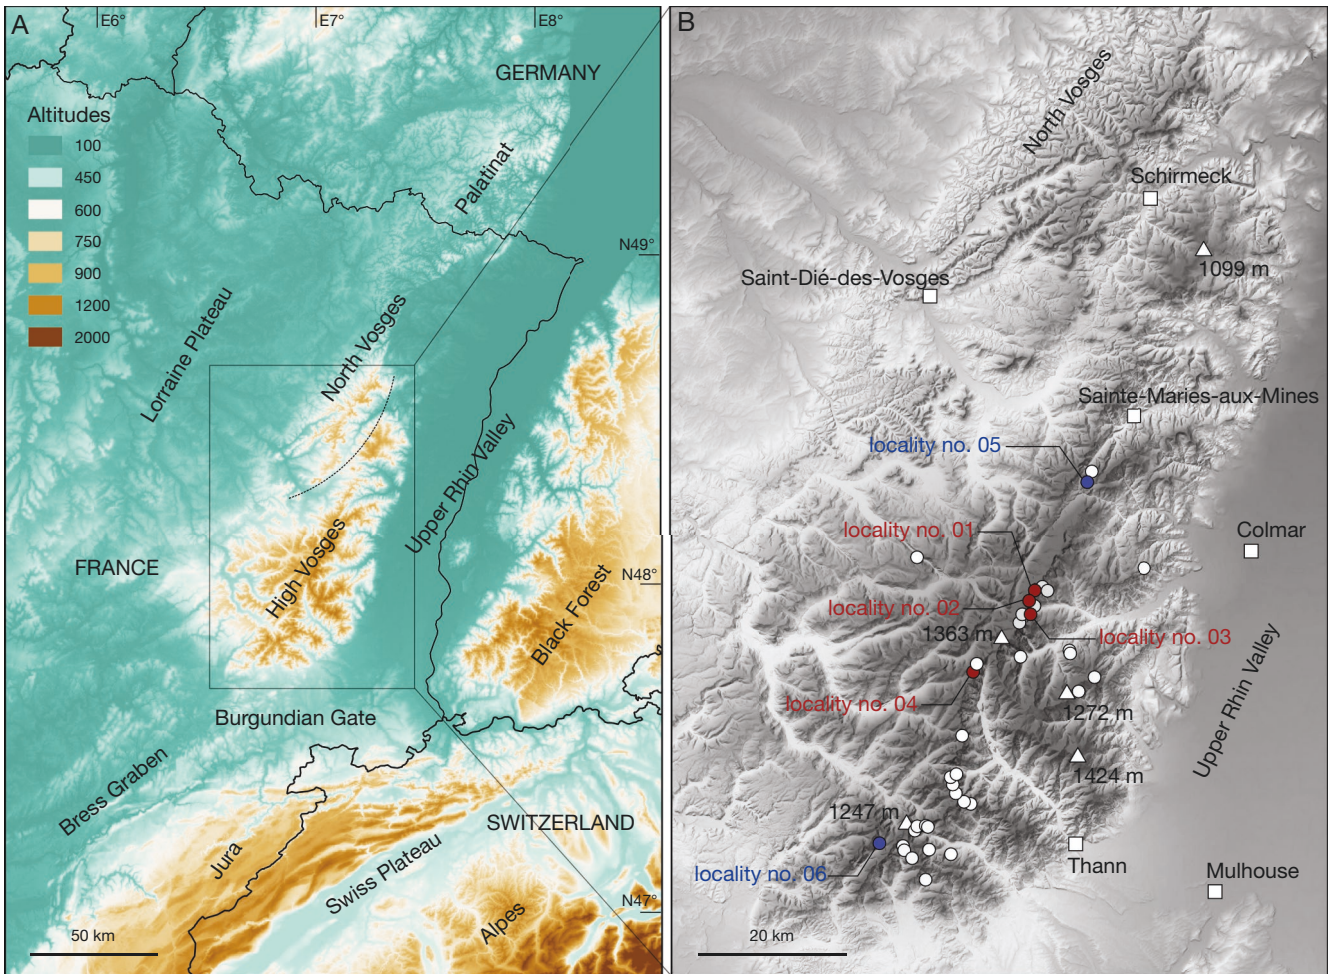 A
E6°
E7°
E8°
GERMANY
Altitudes
100
450
600
750
900
1200
2000
Palatinat
N49°
Lorraine Plateau
North Vosges
Upper Rhin Valley
FRANCE
High Vosges
N48°
Black Forest
Burgundian Gate
Bress Graben
SWITZERLAND
Jura
Swiss Plateau
N47°
Alpes
50 km
B
North Vosges
Schirmeck
1099 m
Saint-Dié-des-Vosges
Sainte-Maries-aux-Mines
locality no. 05
locality no. 01
Colmar
locality no. 02
1363 m
locality no. 03
locality no. 04
1272 m
Upper Rhin Valley
1424 m
1247 m
Thann
locality no. 06
Mulhouse
20 km